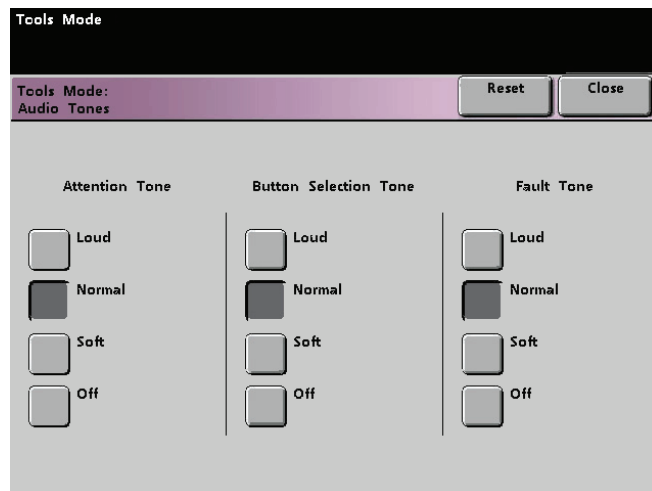 Tools Mode
Tools Mode:
Audio Tones
Reset
Close
Attention Tone
Button Selection Tone
Fault Tone
Loud
Loud
Loud
Normal
Normal
Normal
Soft
Soft
Soft
Off
Off
Off